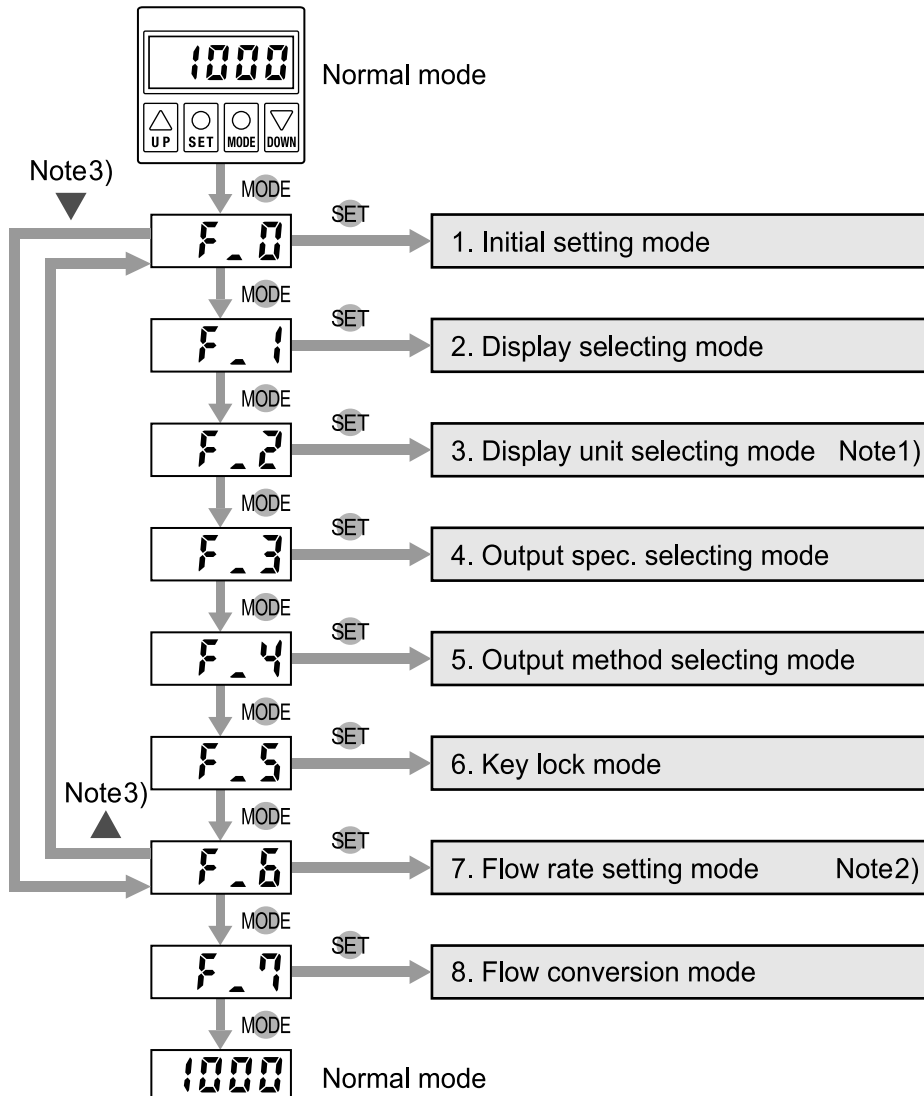 1000
Normal mode
UP SET MODE DOWN
Note3)
MODE
SET
F_0
1. Initial setting mode
MODE
SET
F_1
2. Display selecting mode
MODE
SET
F_2
3. Display unit selecting mode Note1)
MODE
SET
F_3
4. Output spec. selecting mode
MODE
SET
F_4
5. Output method selecting mode
MODE
SET
F_5
6. Key lock mode
Note3)
MODE
SET
F_6
7. Flow rate setting mode Note2)
MODE
SET
F_7
8. Flow conversion mode
MODE
1000
Normal mode